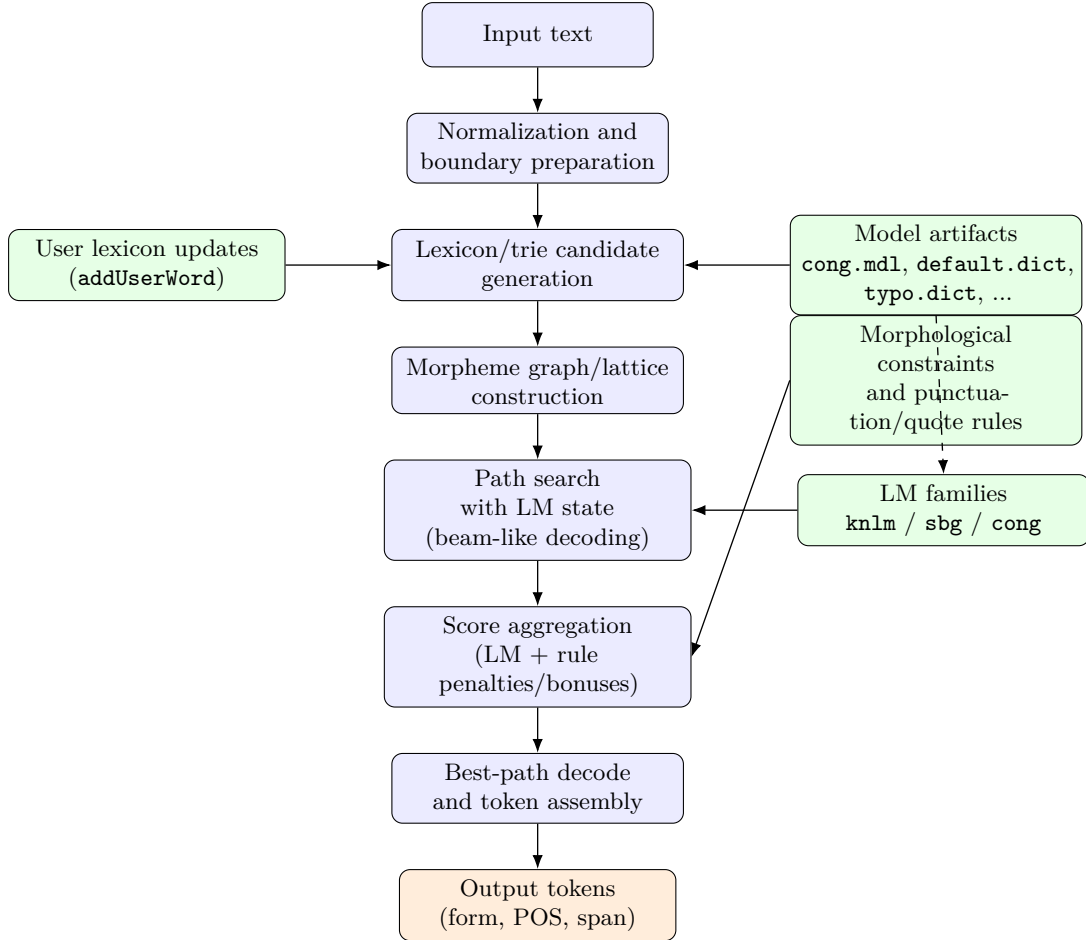 Input text
Normalization and
boundary preparation
User lexicon updates
(addUserWord)
Lexicon/trie candidate
generation
Model artifacts
cong.mdl, default.dict,
typo.dict, ...
Morphological
constraints
and punctua-
tion/quote rules
Morpheme graph/lattice
construction
Path search
with LM state
(beam-like decoding)
LM families
knlm / sbg / cong
Score aggregation
(LM + rule
penalties/bonuses)
Best-path decode
and token assembly
Output tokens
(form, POS, span)